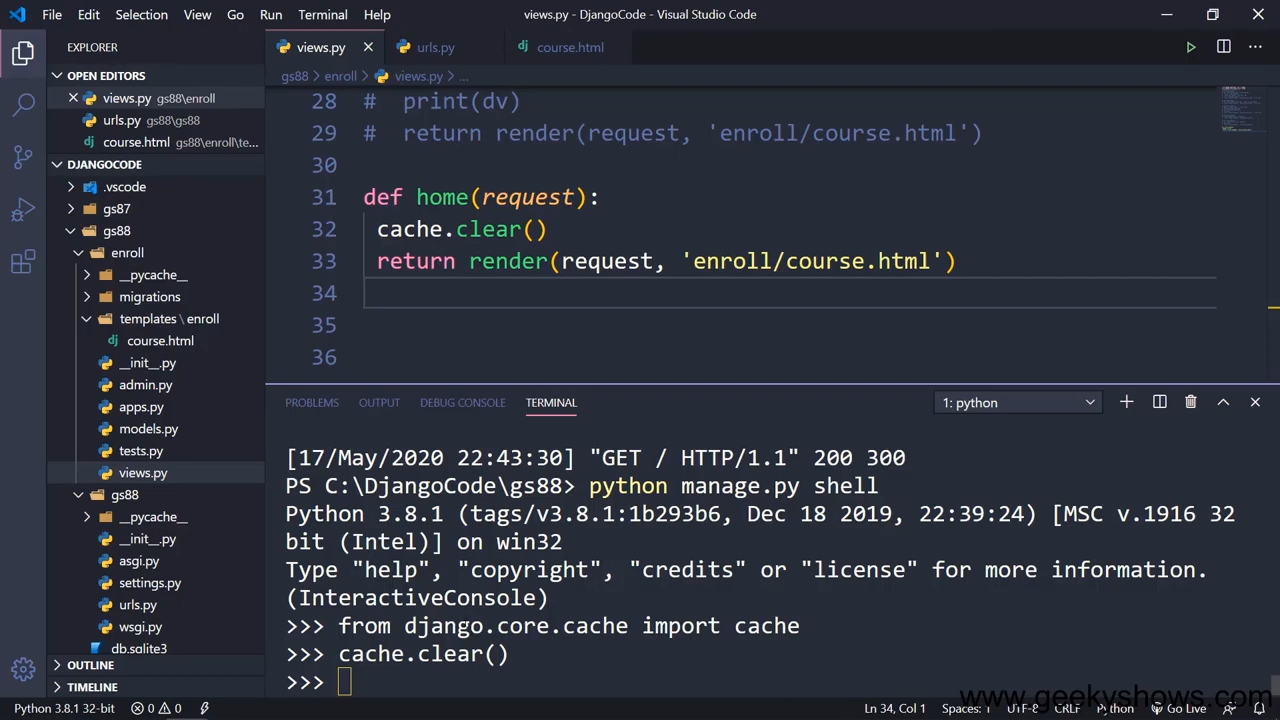 File Edit Selection View Go Run Terminal Help views.py - DjangoCode - Visual Studio Code
EXPLORER
OPEN EDITORS
views.py gs88\enroll
urls.py gs88\gs88
course.html gs88\enroll\te...
DJANGOCODE
.vscode
gs87
gs88
enroll
__pycache__
migrations
templates \ enroll
course.html
__init__.py
admin.py
apps.py
models.py
tests.py
views.py
gs88
__pycache__
__init__.py
asgi.py
settings.py
urls.py
wsgi.py
db.sqlite3
OUTLINE
TIMELINE
views.py urls.py course.html
gs88 > enroll > views.py > ...
28 #  print(dv)
29 #  return render(request, 'enroll/course.html')
30
31 def home(request):
32 cache.clear()
33 return render(request, 'enroll/course.html')
34
35
36
PROBLEMS OUTPUT DEBUG CONSOLE TERMINAL 1: python
[17/May/2020 22:43:30] "GET / HTTP/1.1" 200 300
PS C:\DjangoCode\gs88> python manage.py shell
Python 3.8.1 (tags/v3.8.1:1b293b6, Dec 18 2019, 22:39:24) [MSC v.1916 32
bit (Intel)] on win32
Type "help", "copyright", "credits" or "license" for more information.
(InteractiveConsole)
>>> from django.core.cache import cache
>>> cache.clear()
>>>
www.geekyshows.com
Python 3.8.1 32-bit 0 0 Ln 34, Col 1 Spaces: 1 UTF-8 CRLF Python Go Live